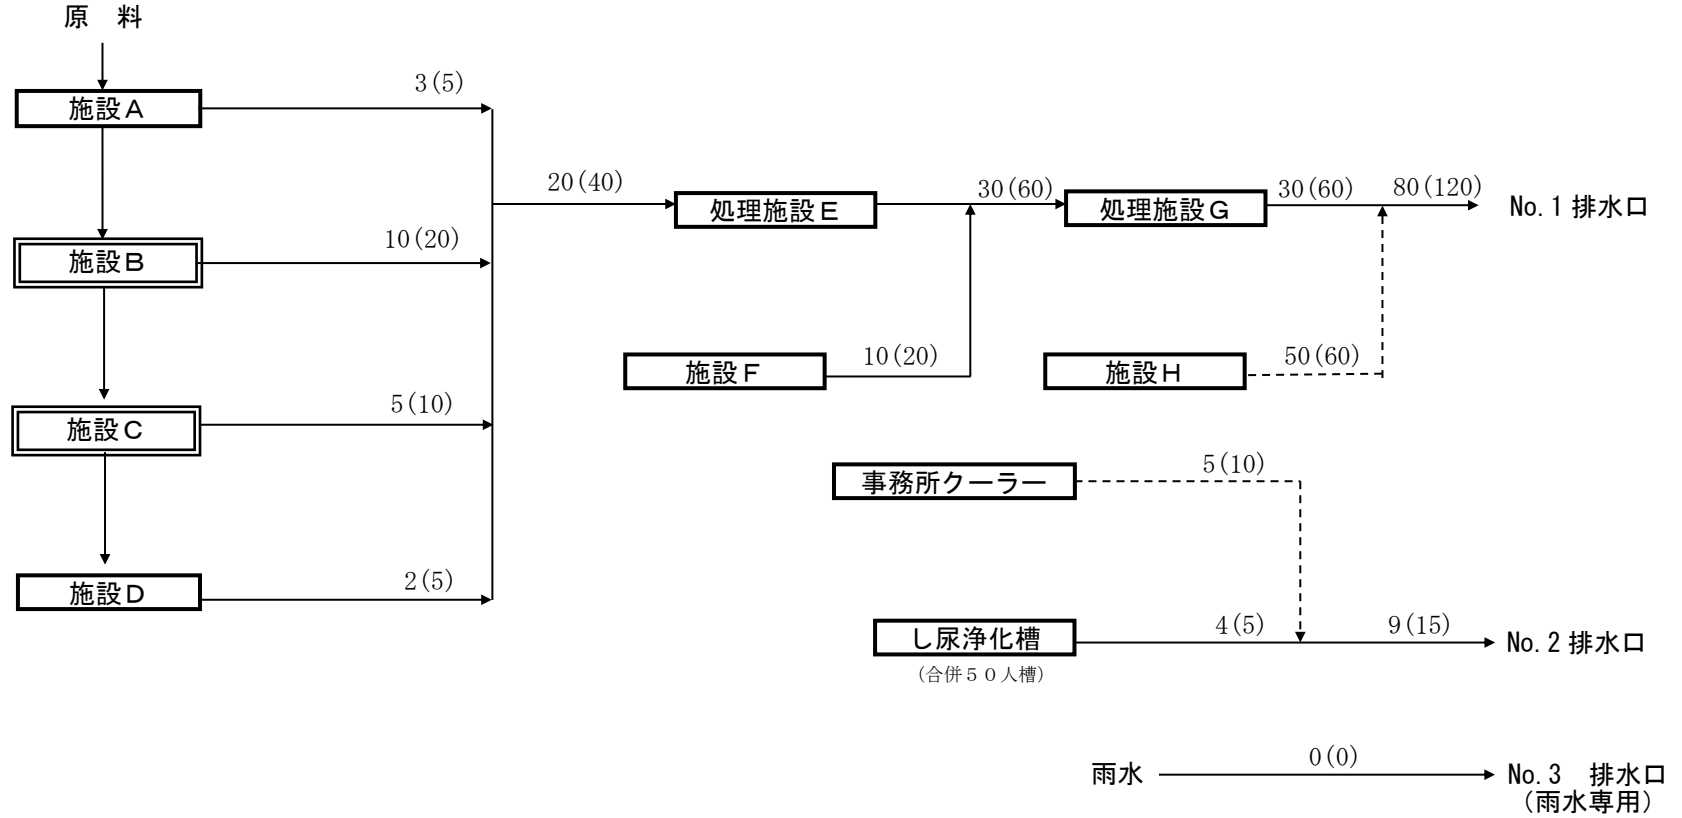 原　料
3(5)
施設A
20(40)
処理施設E
30(60)
処理施設G
30(60)
80(120)
No.1 排水口
10(20)
施設B
施設F
10(20)
施設H
50(60)
5(10)
施設C
事務所クーラー
5(10)
2(5)
施設D
し尿浄化槽
(合併５０人槽)
4(5)
9(15)
No.2 排水口
雨水
0(0)
No.3　排水口
(雨水専用)